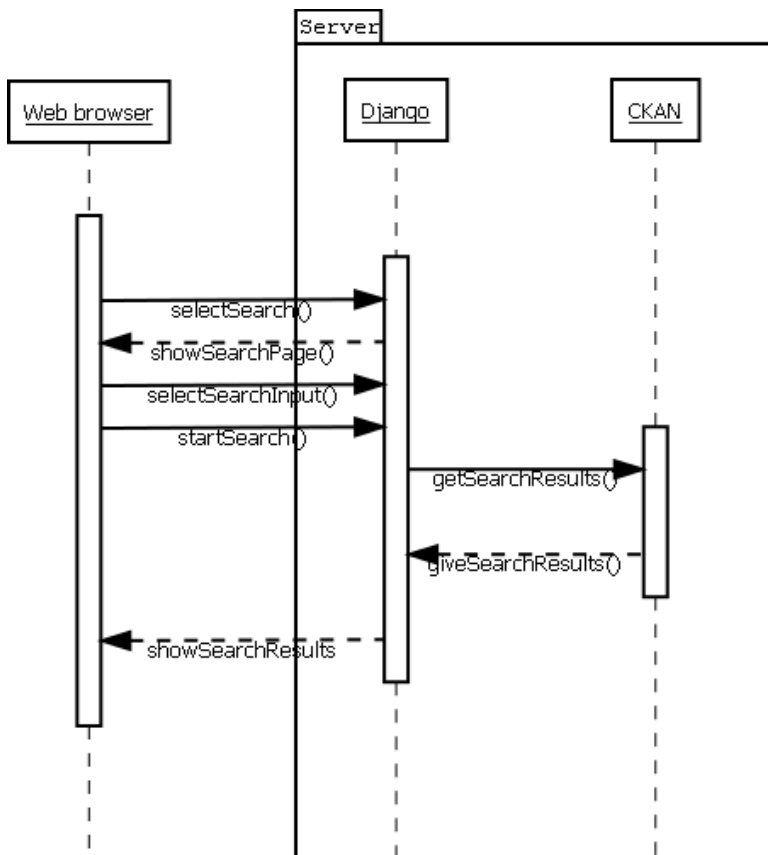 Server
Web browser
Django
CKAN
selectSearch()
showSearchPage()
selectSearchInput()
startSearch()
getSearchResults()
giveSearchResults()
showSearchResults